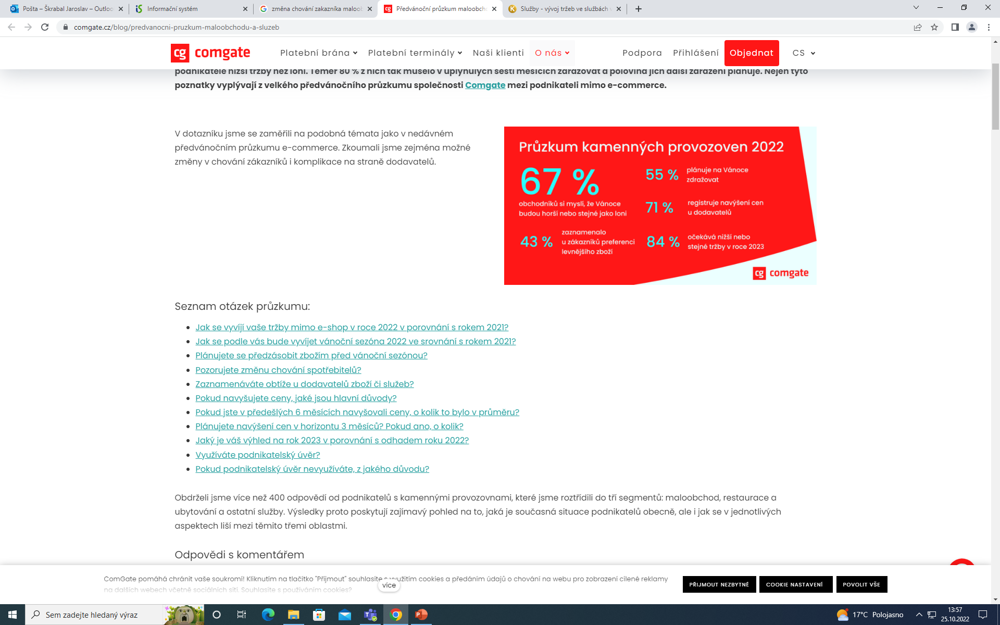 Pošta – Škrabal Jaroslav – Outloo
Informační systém
změna chování zakazníka maloob
Předvánoční průzkum maloobcho
Služby - vývoj tržeb ve službách
comgate.cz/blog/predvanocni-pruzkum-maloobchodu-a-sluzeb
cg comgate
Platební brána
Platební terminály
Naši klienti
O nás
Podpora
Přihlášení
Objednat
CS
podnikatelé nižší tržby než loni. Téměř 80 % z nich tak muselo v uplynulých šesti měsících zdražovat a polovina jich další zdražení plánuje. Nejen tyto
poznatky vyplývají z velkého předvánočního průzkumu společnosti Comgate mezi podnikateli mimo e-commerce.
V dotazníku jsme se zaměřili na podobná témata jako v nedávném
předvánočním průzkumu e-commerce. Zkoumali jsme zejména možné
změny v chování zákazníků i komplikace na straně dodavatelů.
Průzkum kamenných provozoven 2022
67 %
obchodníků si myslí, že Vánoce
budou horší nebo stejné jako loni
43 %
zaznamenalo
u zákazníků preferenci
levnějšího zboží
55 %
plánuje na Vánoce
zdražovat
71 %
registruje navýšení cen
u dodavatelů
84 %
očekává nižší nebo
stejné tržby v roce 2023
cg comgate
Seznam otázek průzkumu:
Jak se vyvíjí vaše tržby mimo e-shop v roce 2022 v porovnání s rokem 2021?
Jak se podle vás bude vyvíjet vánoční sezóna 2022 ve srovnání s rokem 2021?
Plánujete se předzásobit zbožím před vánoční sezónou?
Pozorujete změnu chování spotřebitelů?
Zaznamenáváte obtíže u dodavatelů zboží či služeb?
Pokud navyšujete ceny, jaké jsou hlavní důvody?
Pokud jste v předešlých 6 měsících navyšovali ceny, o kolik to bylo v průměru?
Plánujete navýšení cen v horizontu 3 měsíců? Pokud ano, o kolik?
Jaký je váš výhled na rok 2023 v porovnání s odhadem roku 2022?
Využíváte podnikatelský úvěr?
Pokud podnikatelský úvěr nevyužíváte, z jakého důvodu?
Obdrželi jsme více než 400 odpovědí od podnikatelů s kamennými provozovnami, které jsme roztřídili do tří segmentů: maloobchod, restaurace a
ubytování a ostatní služby. Výsledky proto poskytují zajímavý pohled na to, jaká je současná situace podnikatelů obecně, ale i jak se v jednotlivých
aspektech liší mezi těmito třemi oblastmi.
Odpovědi s komentářem
ComGate pomáhá chránit vaše soukromí! Kliknutím na tlačítko "Přijmout" souhlasíte s využitím cookies a předáním údajů o chování na webu pro zobrazení cílené reklamy
na dalších webech včetně sociálních sítí. Souhlasíte s používáním cookies?
více
PŘIJMOUT NEZBYTNÉ
COOKIE NASTAVENÍ
POVOLIT VŠE
Sem zadejte hledaný výraz
17°C Polojasno
13:57
25.10.2022